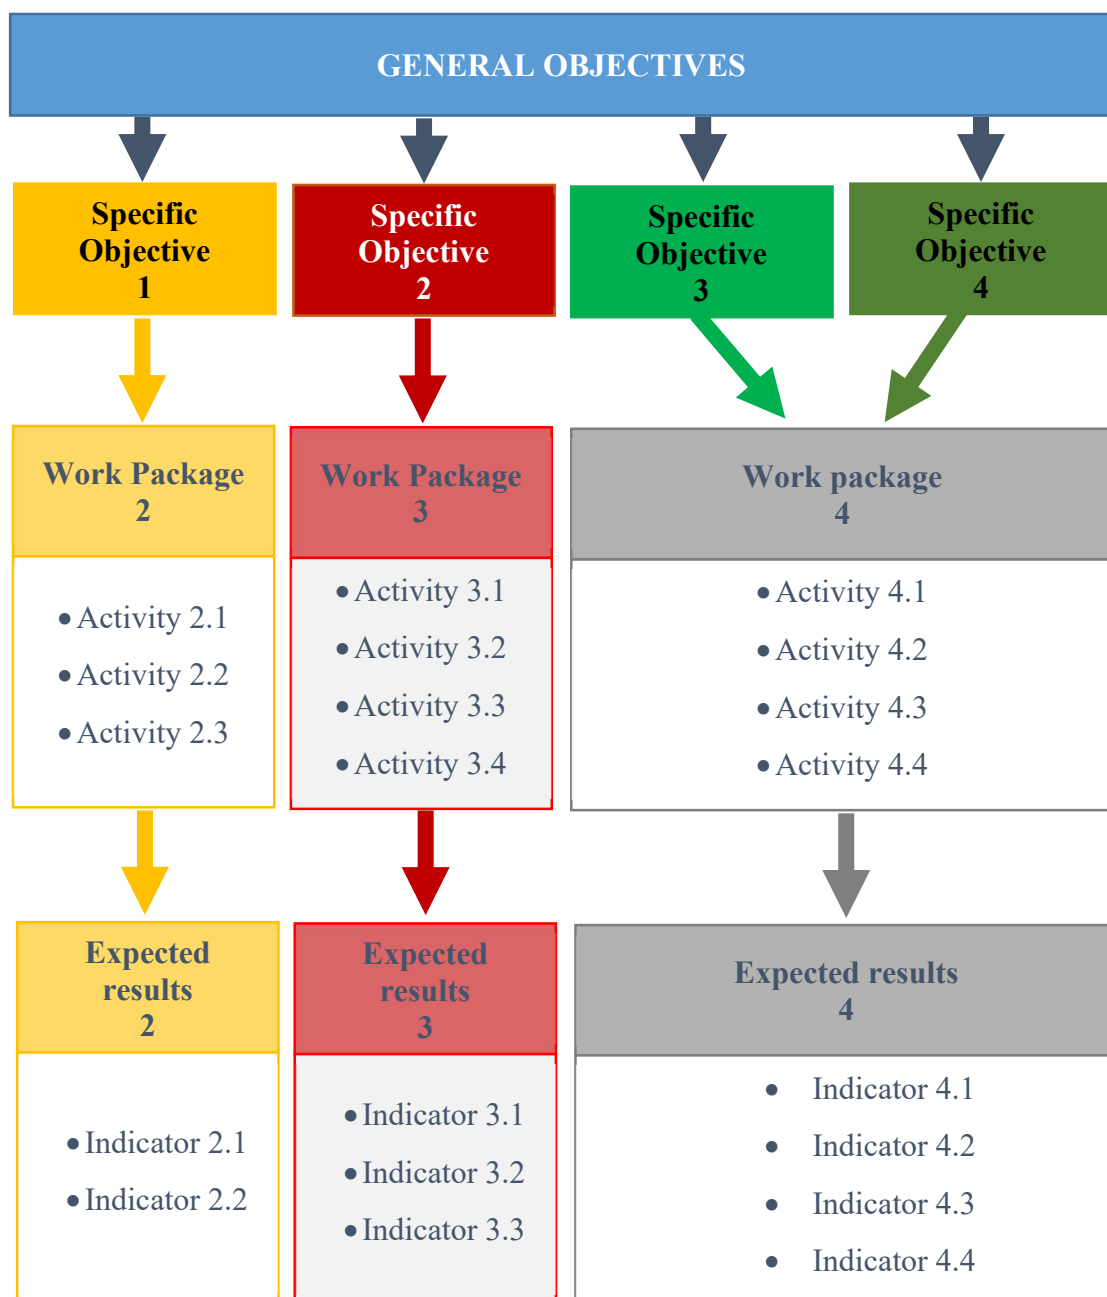 GENERAL OBJECTIVES
Specific
Objective
1
Specific
Objective
2
Specific
Objective
3
Specific
Objective
4
Work Package
2
• Activity 2.1
• Activity 2.2
• Activity 2.3
Work Package
3
• Activity 3.1
• Activity 3.2
• Activity 3.3
• Activity 3.4
Work package
4
• Activity 4.1
• Activity 4.2
• Activity 4.3
• Activity 4.4
Expected
results
2
• Indicator 2.1
• Indicator 2.2
Expected
results
3
• Indicator 3.1
• Indicator 3.2
• Indicator 3.3
Expected results
4
• Indicator 4.1
• Indicator 4.2
• Indicator 4.3
• Indicator 4.4